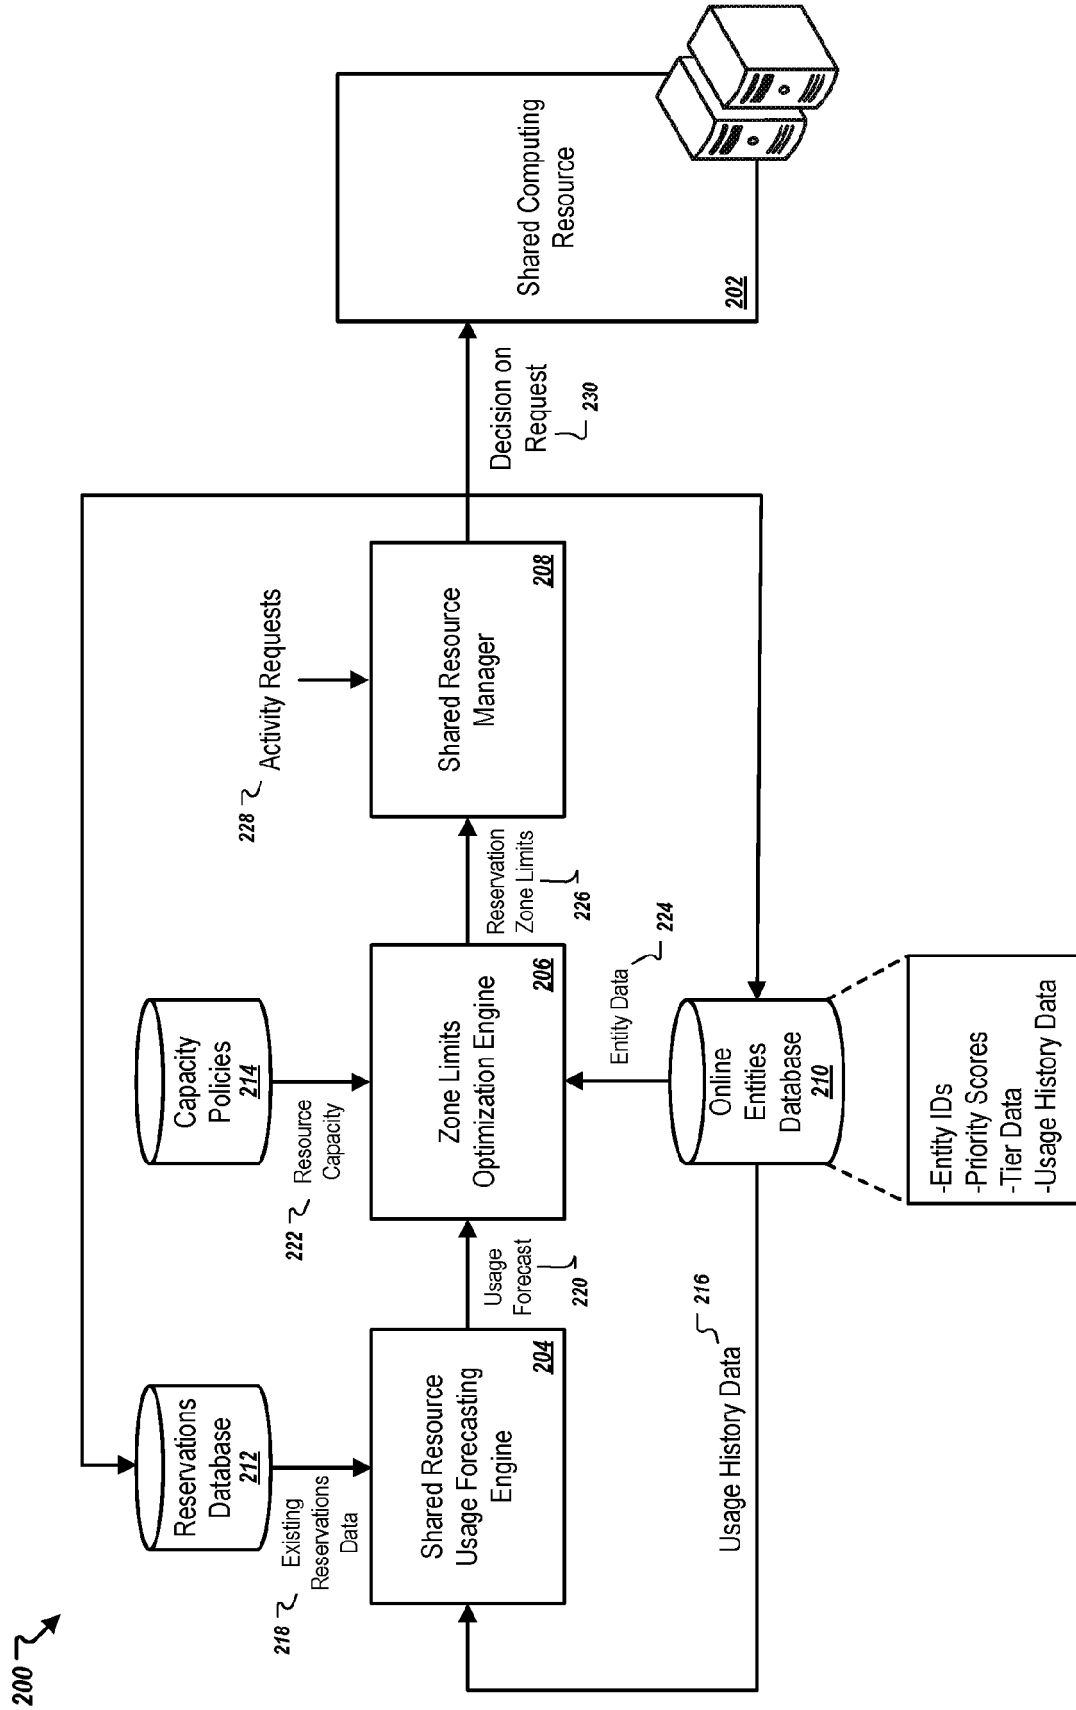 200
Reservations
Database
212
Capacity
Policies
214
228
Activity Requests
218
Existing
Reservations
Data
222
Resource
Capacity
Shared Resource
Usage Forecasting
Engine
204
Usage
Forecast
220
Zone Limits
Optimization Engine
206
Reservation
Zone Limits
226
Shared Resource
Manager
208
Decision on
Request
230
Shared Computing
Resource
202
Entity Data
224
Usage History Data
216
Online
Entities
Database
210
-Entity IDs
-Priority Scores
-Tier Data
-Usage History Data